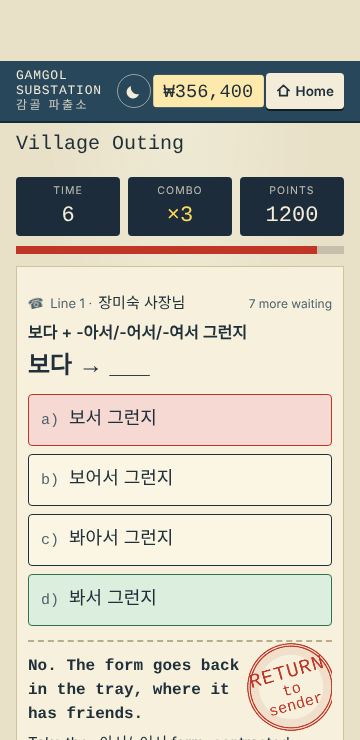 GAMGOL
SUBSTATION
감골 파출소
₩356,400
Home
Village Outing
TIME
6
COMBO
×3
POINTS
1200
☎ Line 1 · 장미숙 사장님
7 more waiting
보다 + -아서/-어서/-여서 그런지
보다 → ___
a) 보서 그런지
b) 보어서 그런지
c) 봐아서 그런지
d) 봐서 그런지
No. The form goes back
in the tray, where it
has friends.
RETURN
to
sender